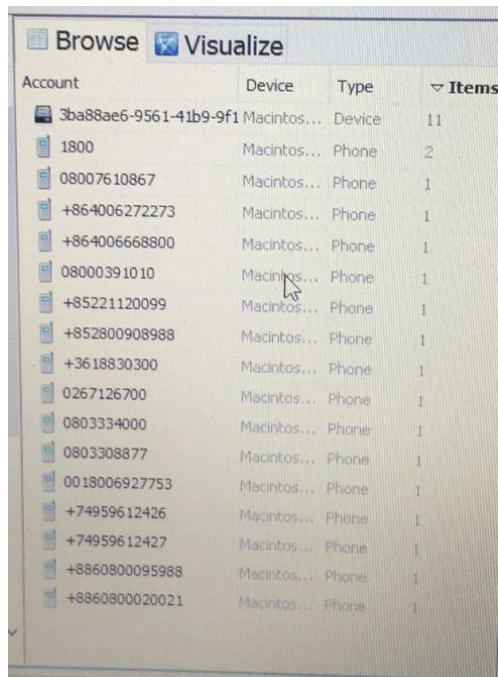 Browse Visualize
Account Device Type Items
3ba88ae6-9561-41b9-9f1 Macintos... Device 11
1800 Macintos... Phone 2
08007610867 Macintos... Phone 1
+864006272273 Macintos... Phone 1
+864006668800 Macintos... Phone 1
08000391010 Macintos... Phone 1
+85221120099 Macintos... Phone 1
+852800908988 Macintos... Phone 1
+3618830300 Macintos... Phone 1
0267126700 Macintos... Phone 1
0803334000 Macintos... Phone 1
0803308877 Macintos... Phone 1
0018006927753 Macintos... Phone 1
+74959612426 Macintos... Phone 1
+74959612427 Macintos... Phone 1
+8860800095988 Macintos... Phone 1
+8860800020021 Macintos... Phone 1